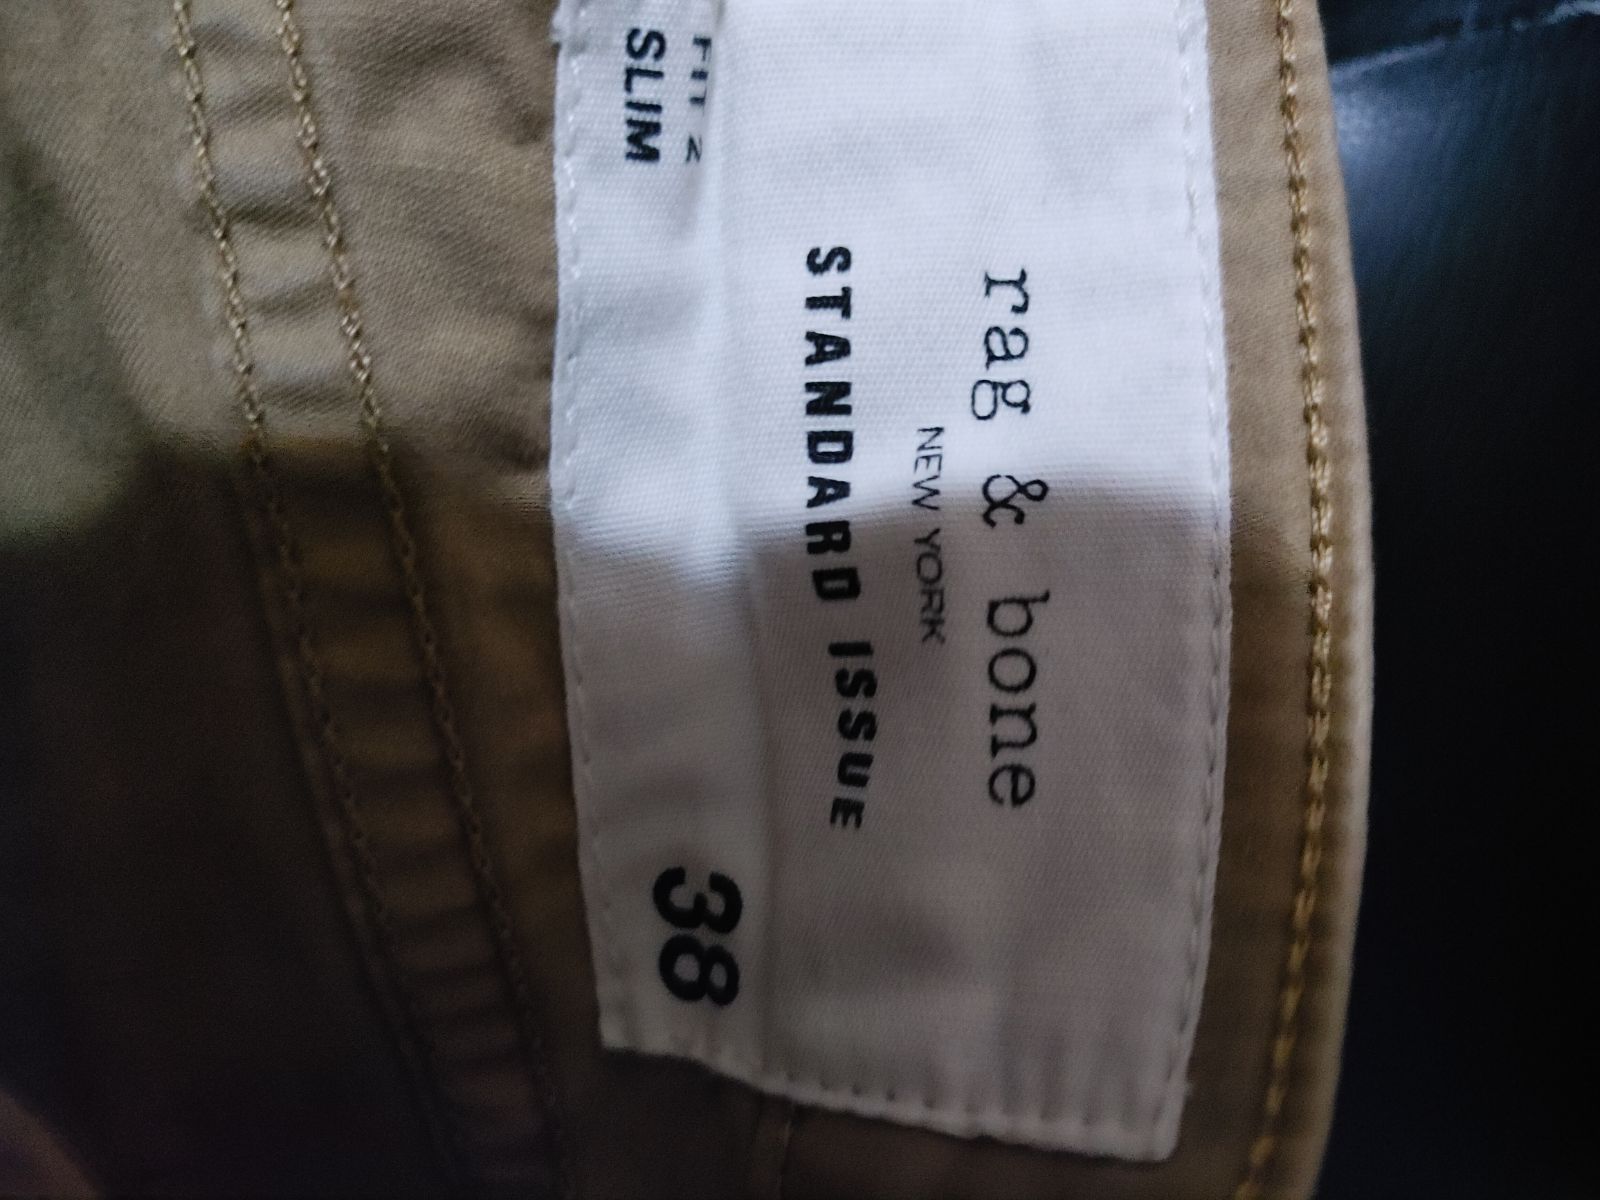 rag & bone
NEW YORK
STANDARD ISSUE
FIT 2
SLIM
38